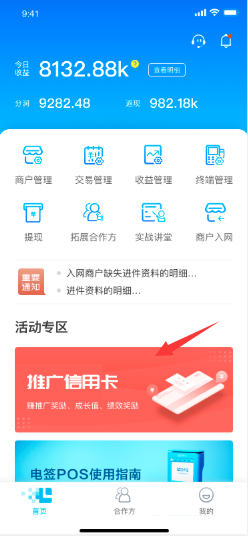 9:41
今日收益 8132.88k ? 查看明细
分润 9282.48 返现 982.18k
商户管理 交易管理 收益管理 终端管理
提现 拓展合作方 实战讲堂 商户入网
重要通知
入网商户缺失进件资料的明细...
进件资料的明细...
活动专区
推广信用卡
赚推广奖励、成长值、绩效奖励
电签POS使用指南
首页 合作方 我的